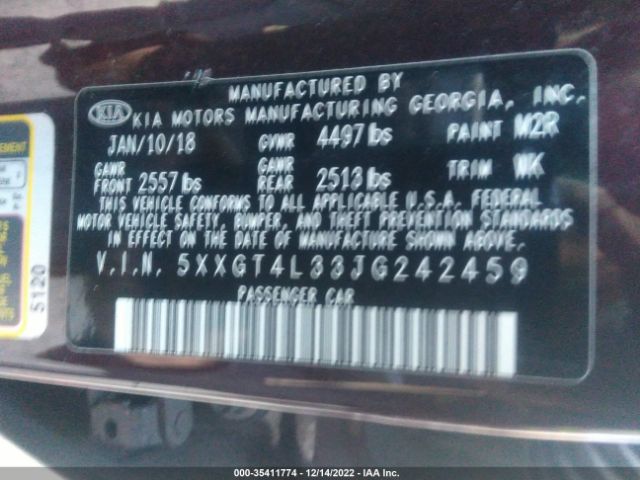 MANUFACTURED BY
KIA KIA MOTORS MANUFACTURING GEORGIA, INC.
JAN/10/18 GVWR 4497 lbs PAINT M2R
GAWR FRONT 2557 lbs GAWR REAR 2513 lbs TRIM WK
THIS VEHICLE CONFORMS TO ALL APPLICABLE U.S.A. FEDERAL
MOTOR VEHICLE SAFETY, BUMPER, AND THEFT PREVENTION STANDARDS
IN EFFECT ON THE DATE OF MANUFACTURE SHOWN ABOVE.
V.I.N. 5XXGT4L33JG242459
PASSENGER CAR
5120
000-35411774 • 12/14/2022 • IAA Inc.